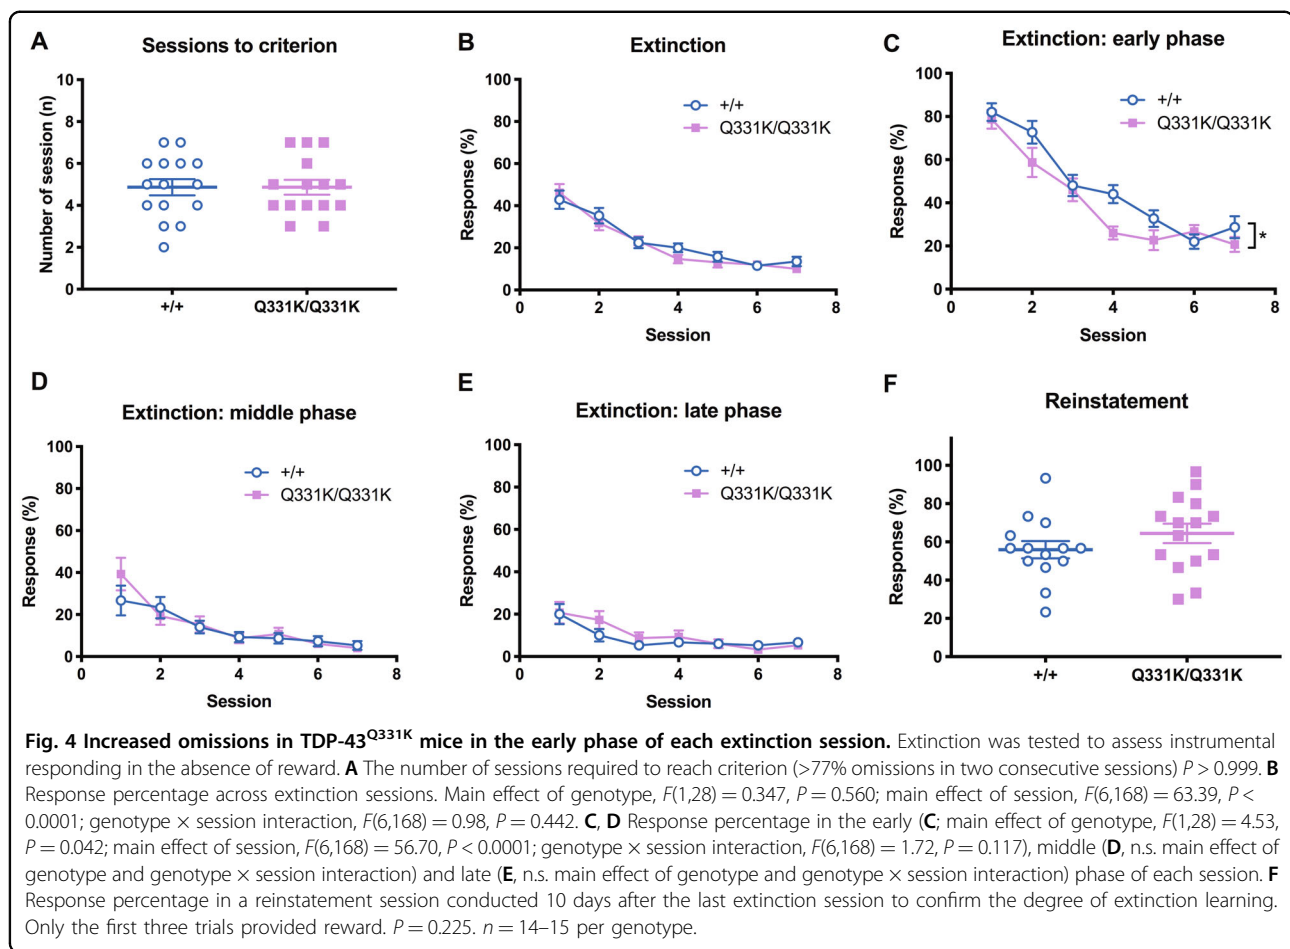 A
Sessions to criterion
Number of session (n)
10
8
6
4
2
0
+/+
Q331K/Q331K
B
Extinction
Response (%)
100
80
60
40
20
0
0
2
4
6
8
Session
+/+
Q331K/Q331K
C
Extinction: early phase
Response (%)
100
80
60
40
20
0
0
2
4
6
8
Session
+/+
Q331K/Q331K
*
D
Extinction: middle phase
Response (%)
100
80
60
40
20
0
0
2
4
6
8
Session
+/+
Q331K/Q331K
E
Extinction: late phase
Response (%)
100
80
60
40
20
0
0
2
4
6
8
Session
+/+
Q331K/Q331K
F
Reinstatement
Response (%)
100
80
60
40
20
0
+/+
Q331K/Q331K
Fig. 4 Increased omissions in TDP-43Q331K mice in the early phase of each extinction session. Extinction was tested to assess instrumental
responding in the absence of reward. A The number of sessions required to reach criterion (>77% omissions in two consecutive sessions) P > 0.999. B
Response percentage across extinction sessions. Main effect of genotype, F(1,28) = 0.347, P = 0.560; main effect of session, F(6,168) = 63.39, P <
0.0001; genotype × session interaction, F(6,168) = 0.98, P = 0.442. C, D Response percentage in the early (C; main effect of genotype, F(1,28) = 4.53,
P = 0.042; main effect of session, F(6,168) = 56.70, P < 0.0001; genotype × session interaction, F(6,168) = 1.72, P = 0.117), middle (D, n.s. main effect of
genotype and genotype × session interaction) and late (E, n.s. main effect of genotype and genotype × session interaction) phase of each session. F
Response percentage in a reinstatement session conducted 10 days after the last extinction session to confirm the degree of extinction learning.
Only the first three trials provided reward. P = 0.225. n = 14–15 per genotype.